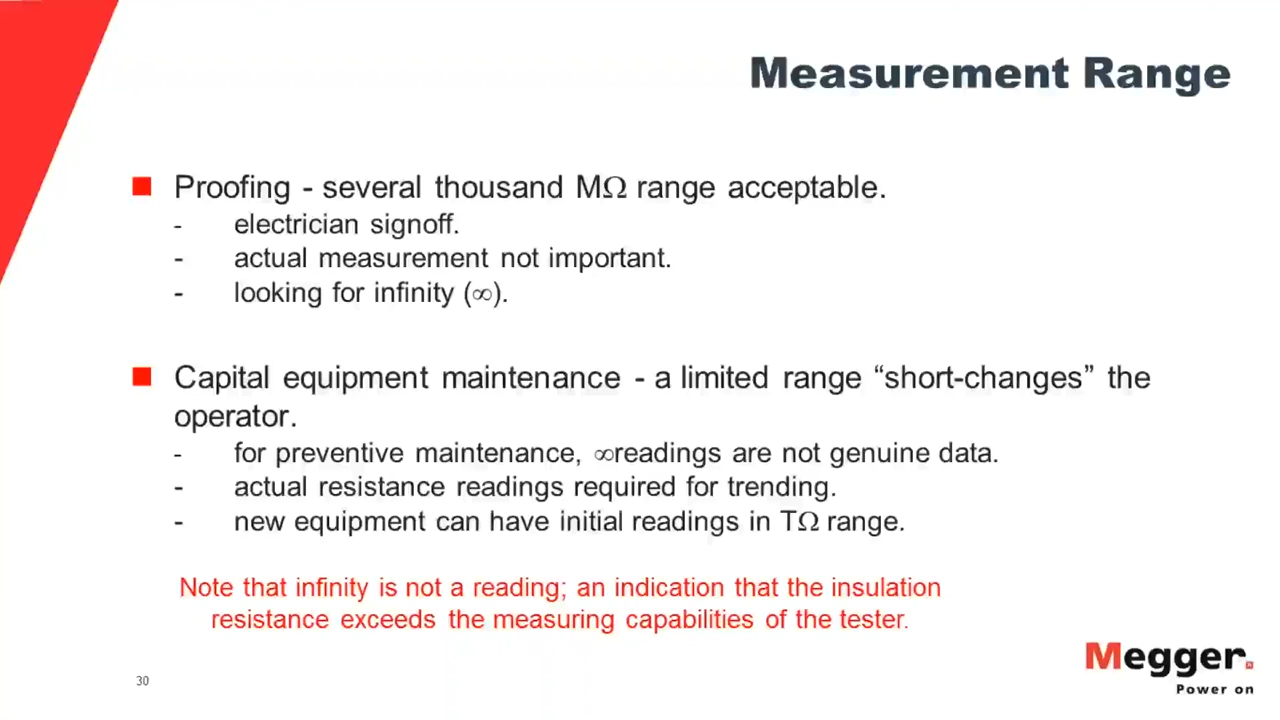 Measurement Range
Proofing - several thousand MΩ range acceptable.
- electrician signoff.
- actual measurement not important.
- looking for infinity (∞).
Capital equipment maintenance - a limited range “short-changes” the
operator.
- for preventive maintenance, ∞readings are not genuine data.
- actual resistance readings required for trending.
- new equipment can have initial readings in TΩ range.
Note that infinity is not a reading; an indication that the insulation
resistance exceeds the measuring capabilities of the tester.
Megger.
Power on
30